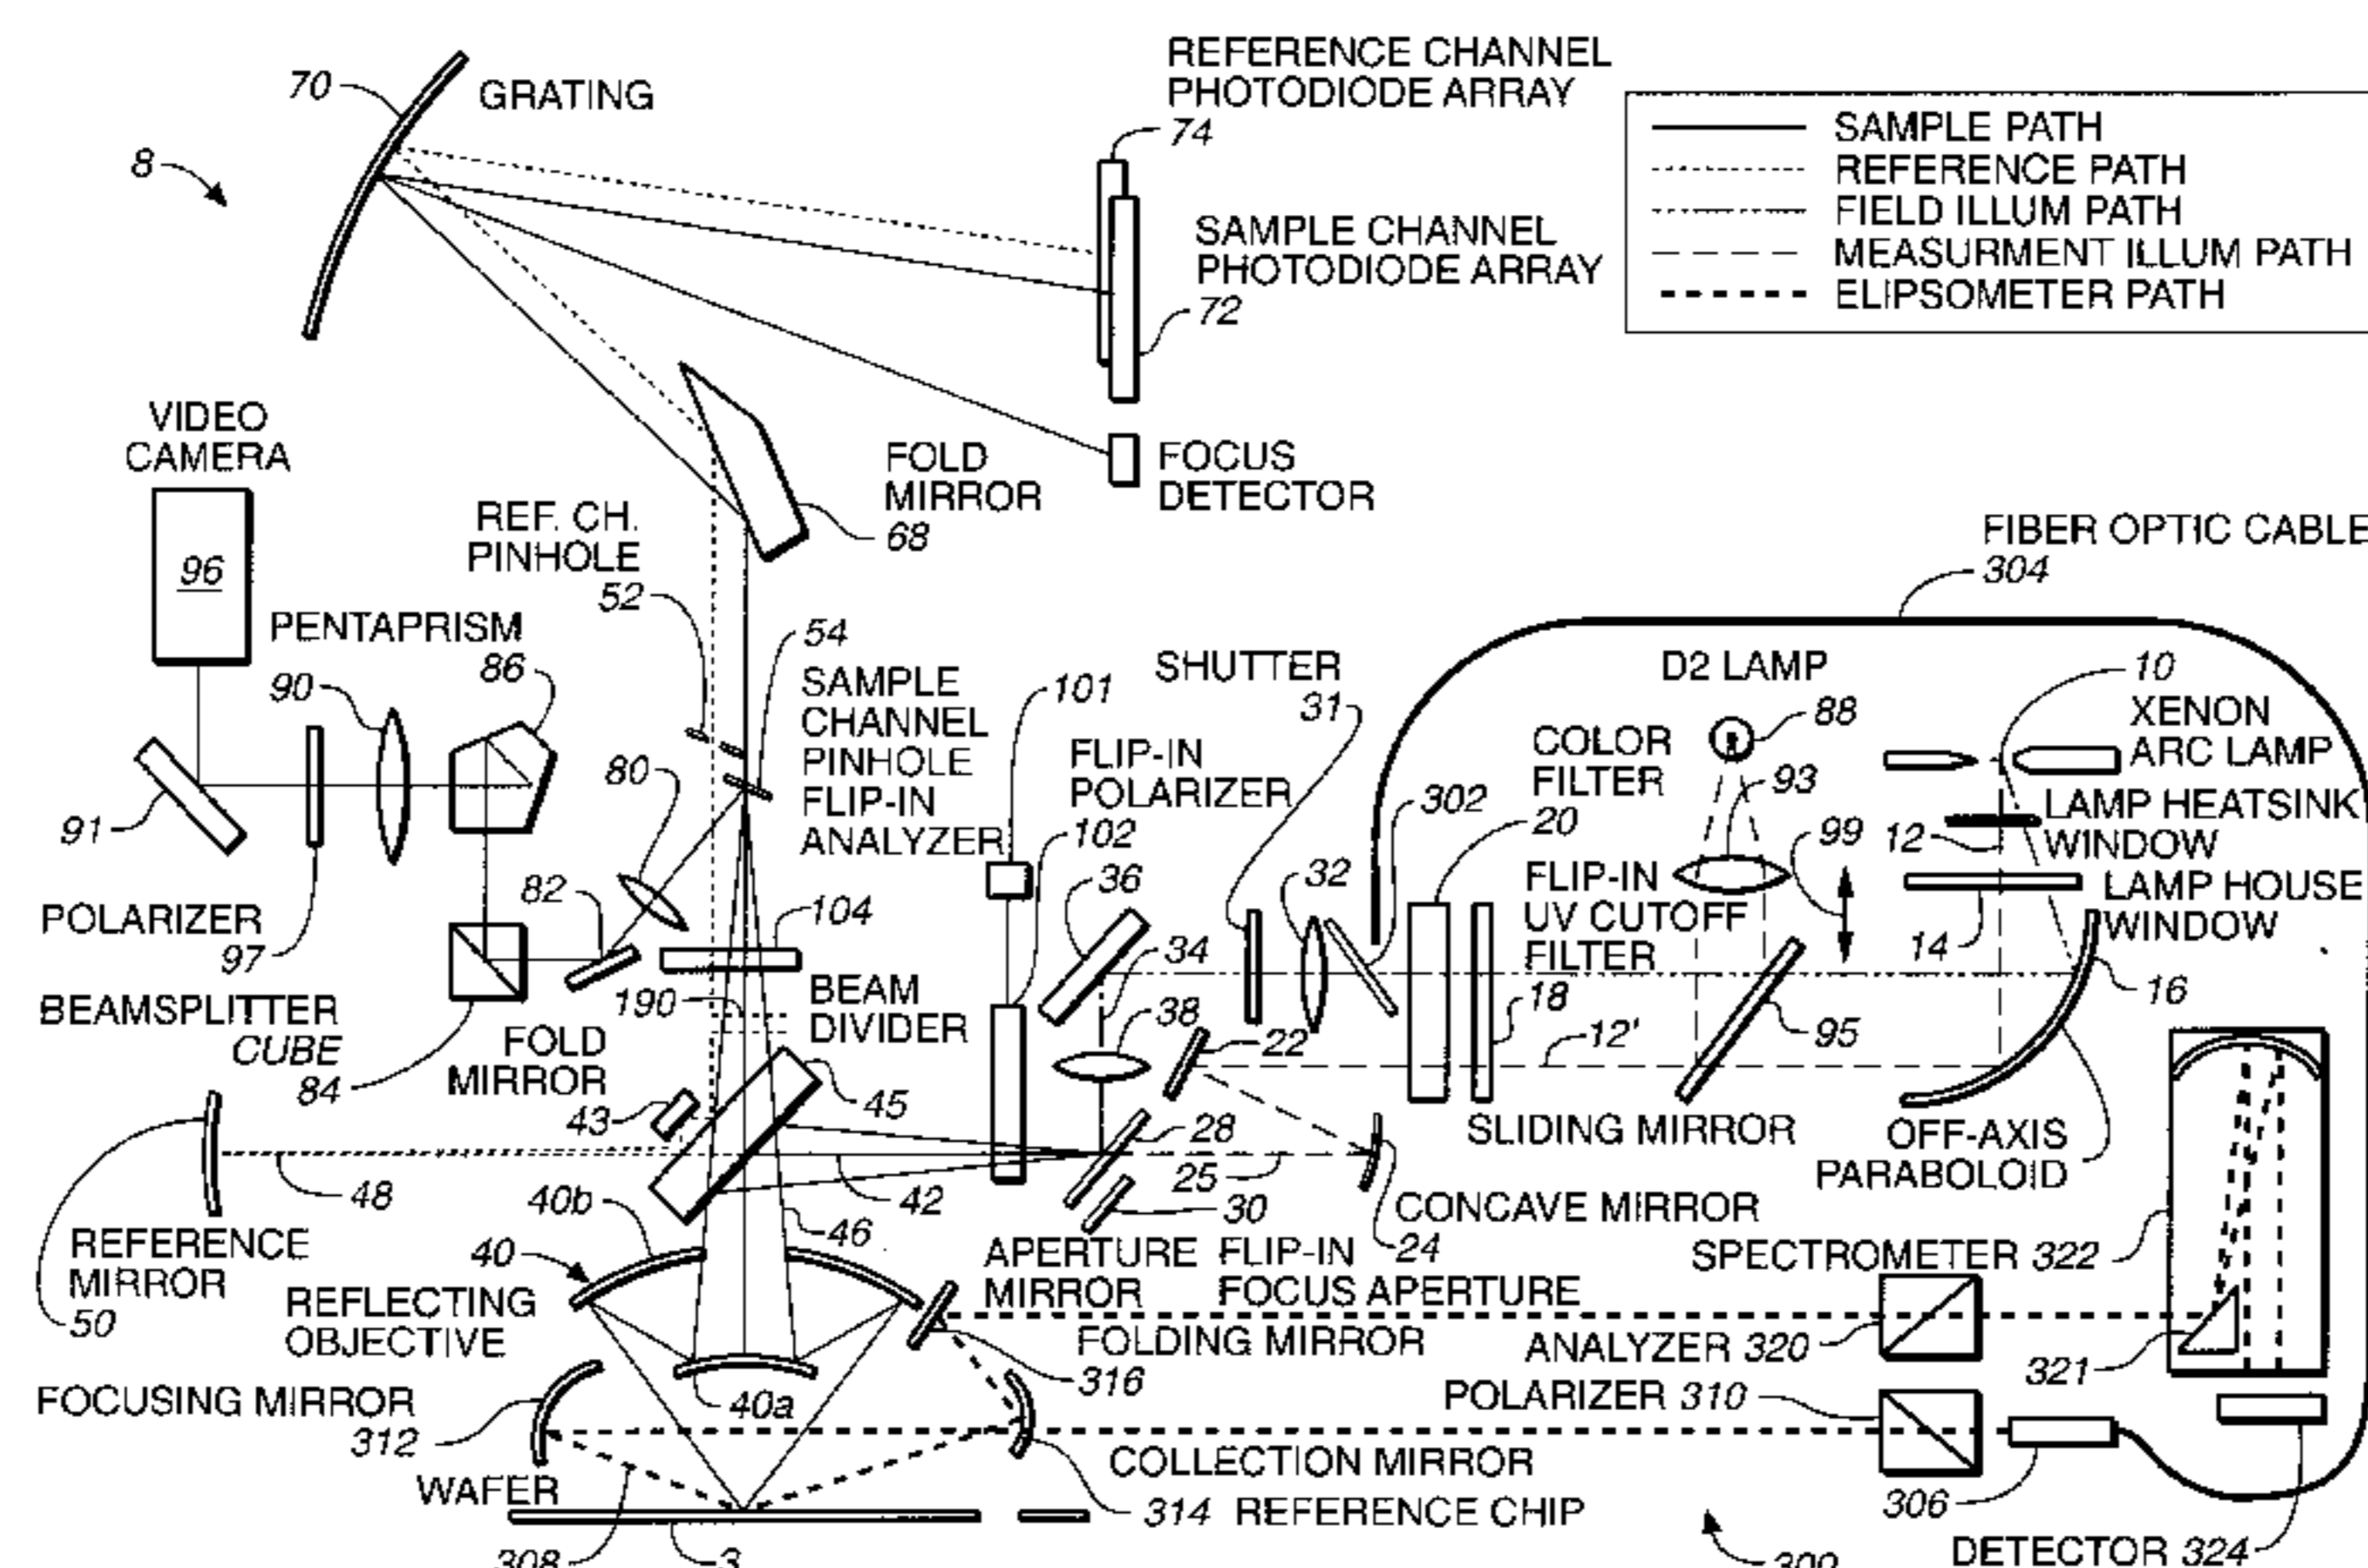 REFERENCE CHANNEL
PHOTODIODE ARRAY
74
70
GRATING
8
SAMPLE PATH
REFERENCE PATH
FIELD ILLUM PATH
MEASURMENT ILLUM PATH
ELIPSOMETER PATH
SAMPLE CHANNEL
PHOTODIODE ARRAY
72
VIDEO
CAMERA
96
FOLD
MIRROR
68
FOCUS
DETECTOR
REF. CH.
PINHOLE
52
FIBER OPTIC CABLE
304
PENTAPRISM
86
90
54
SAMPLE
CHANNEL
PINHOLE
FLIP-IN
ANALYZER
80
101
SHUTTER
31
FLIP-IN
POLARIZER
102
D2 LAMP
88
10
XENON
ARC LAMP
COLOR
FILTER
20
302
93
99
LAMP HEATSINK
WINDOW
12
91
82
36
32
FLIP-IN
UV CUTOFF
FILTER
LAMP HOUSE
WINDOW
14
16
POLARIZER
97
104
34
18
190
BEAM
DIVIDER
38
22
12'
95
BEAMSPLITTER
CUBE
84
FOLD
MIRROR
43
45
28
SLIDING MIRROR
OFF-AXIS
PARABOLOID
48
42
25
40b
46
30
CONCAVE MIRROR
24
REFERENCE
MIRROR
50
40
REFLECTING
OBJECTIVE
APERTURE
MIRROR
FLIP-IN
FOCUS APERTURE
SPECTROMETER 322
FOLDING MIRROR
316
ANALYZER 320
321
FOCUSING MIRROR
312
40a
POLARIZER 310
WAFER
COLLECTION MIRROR
314
REFERENCE CHIP
306
308
3
300
DETECTOR 324